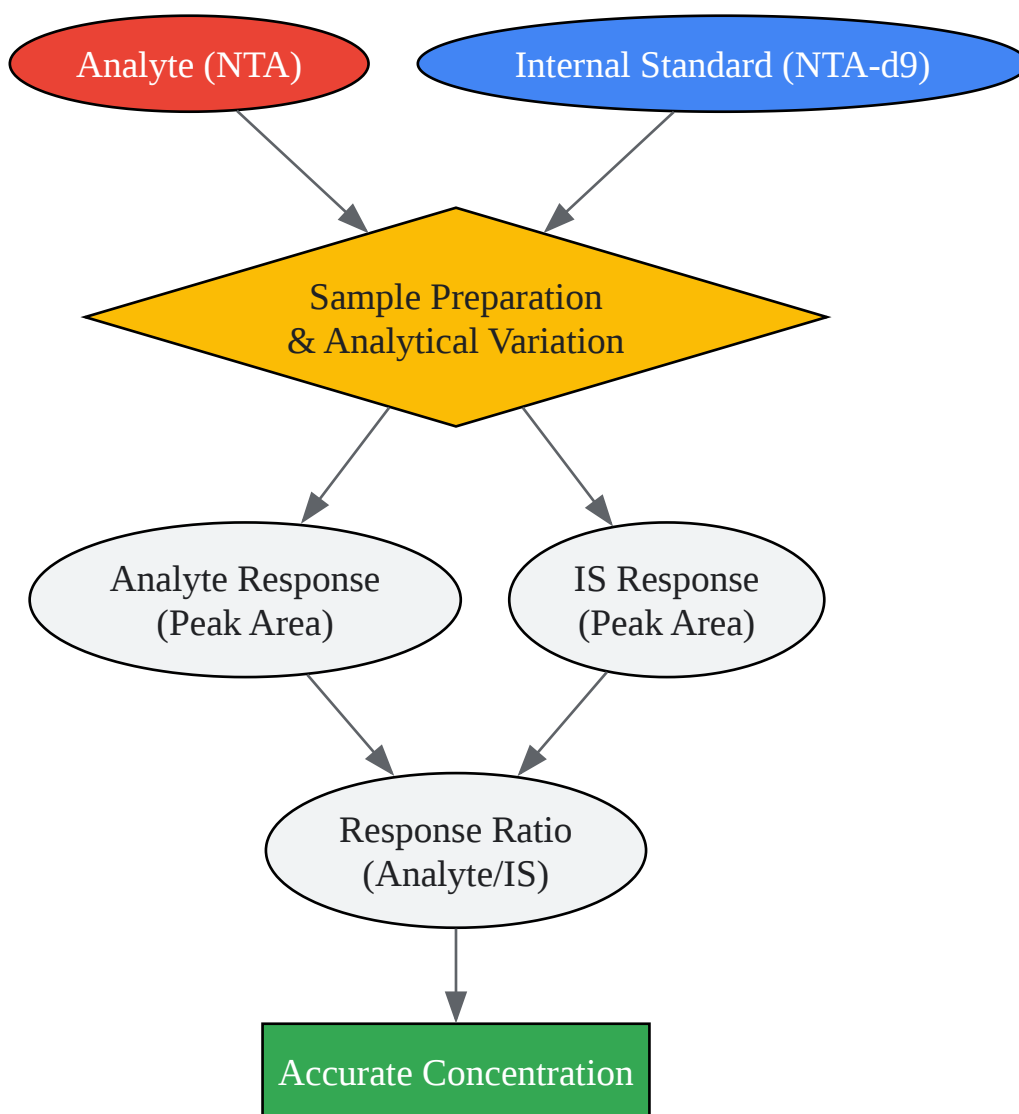 Analyte (NTA)
Internal Standard (NTA-d9)
Sample Preparation
& Analytical Variation
Analyte Response
(Peak Area)
IS Response
(Peak Area)
Response Ratio
(Analyte/IS)
Accurate Concentration